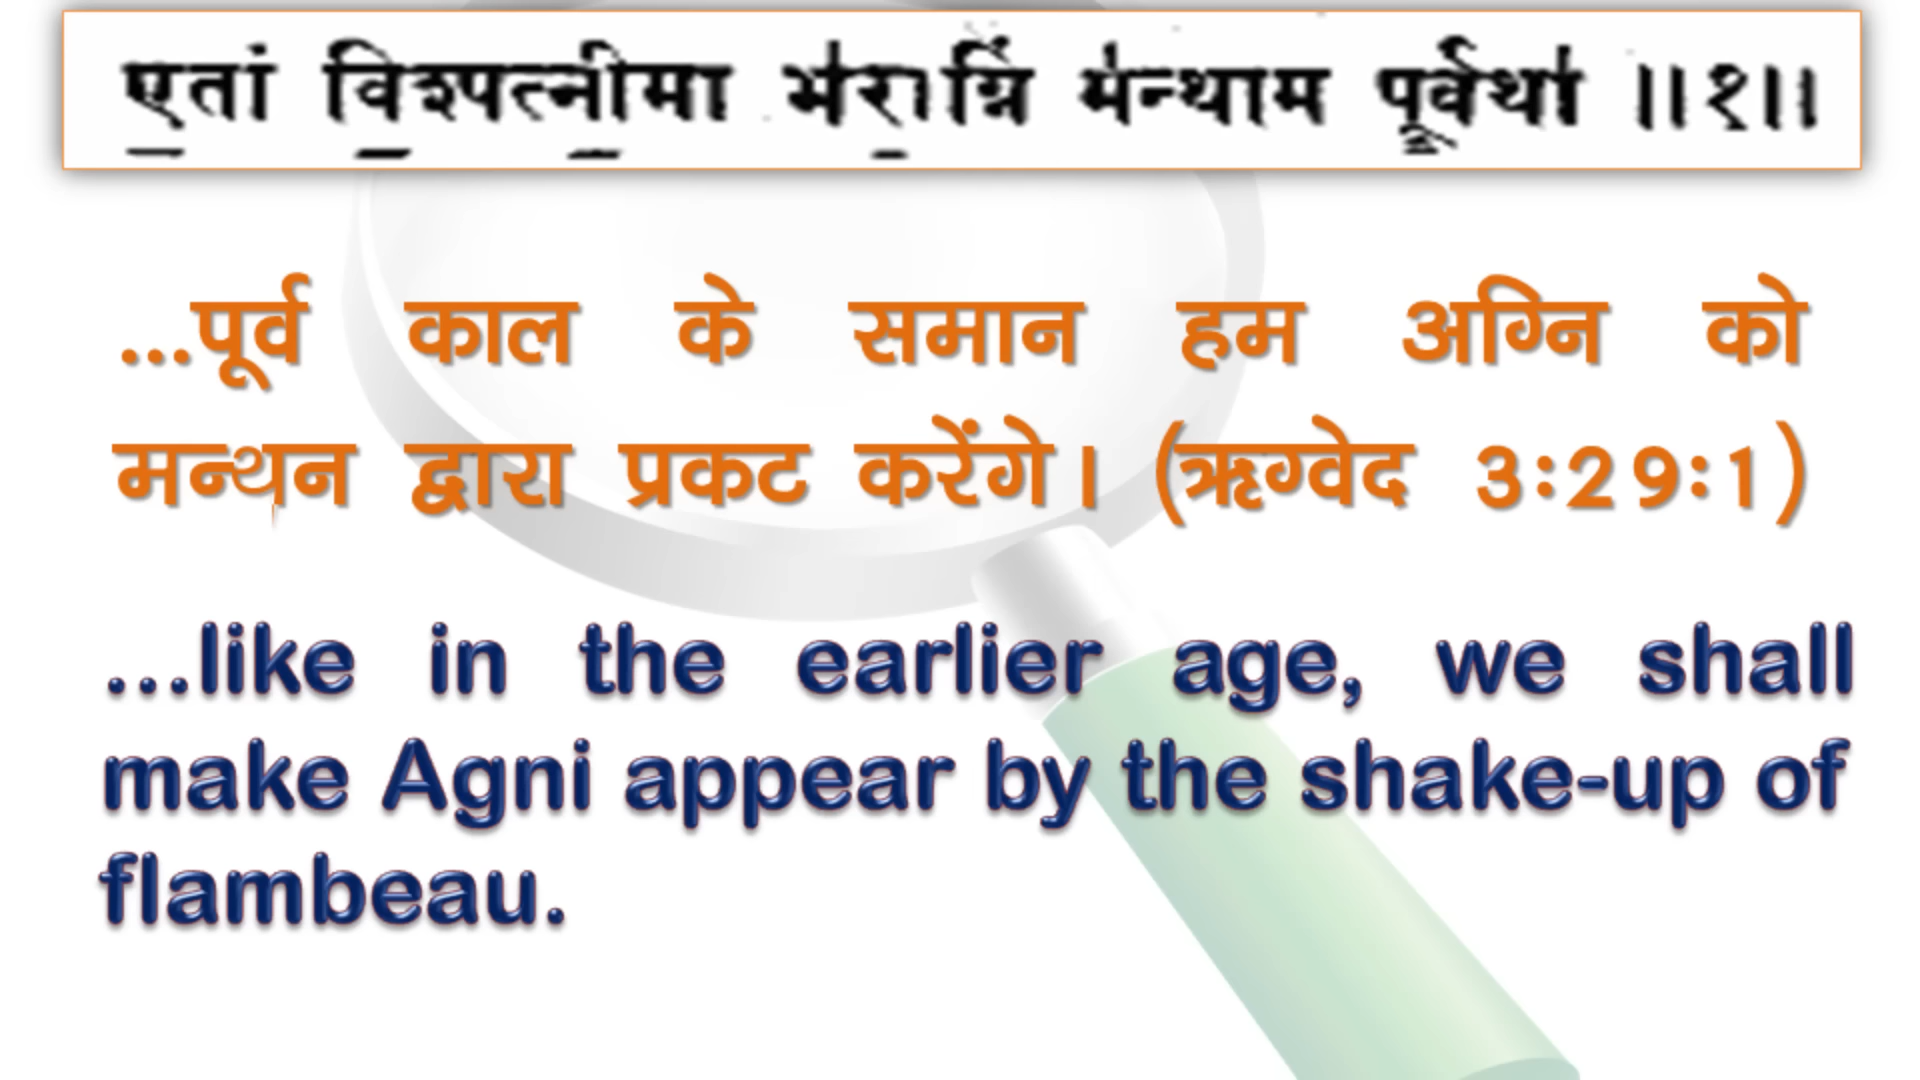 एतां विश्पत्नीमा भराग्निं मन्थाम पूर्वथा ॥१॥
...पूर्व काल के समान हम अग्नि को
मन्थन द्वारा प्रकट करेंगे। (ऋग्वेद 3:29:1)
...like in the earlier age, we shall
make Agni appear by the shake-up of
flambeau.